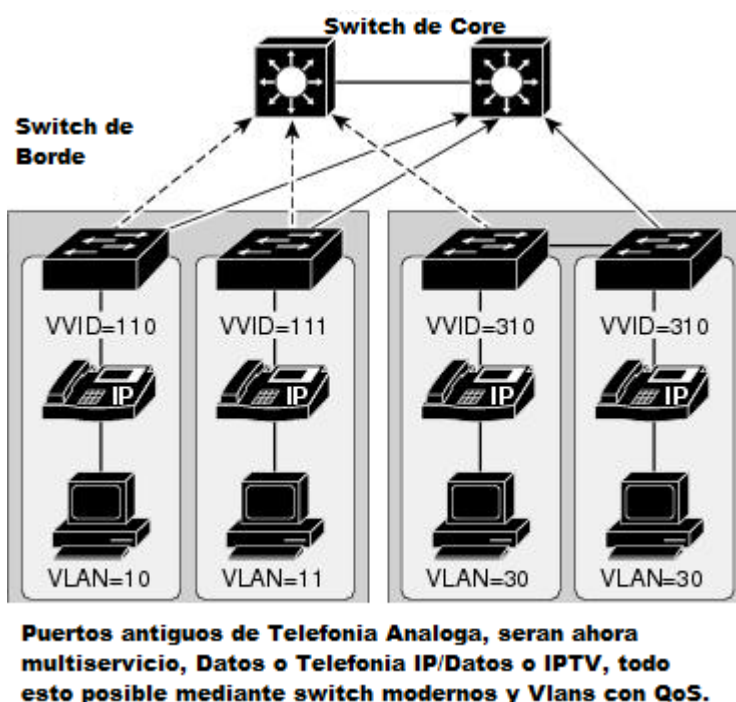 Switch de Core
Switch de
Borde
VVID=110 VVID=111 VVID=310 VVID=310
IP IP IP IP
VLAN=10 VLAN=11 VLAN=30 VLAN=30
Puertos antiguos de Telefonia Analoga, seran ahora
multiservicio, Datos o Telefonia IP/Datos o IPTV, todo
esto posible mediante switch modernos y Vlans con QoS.